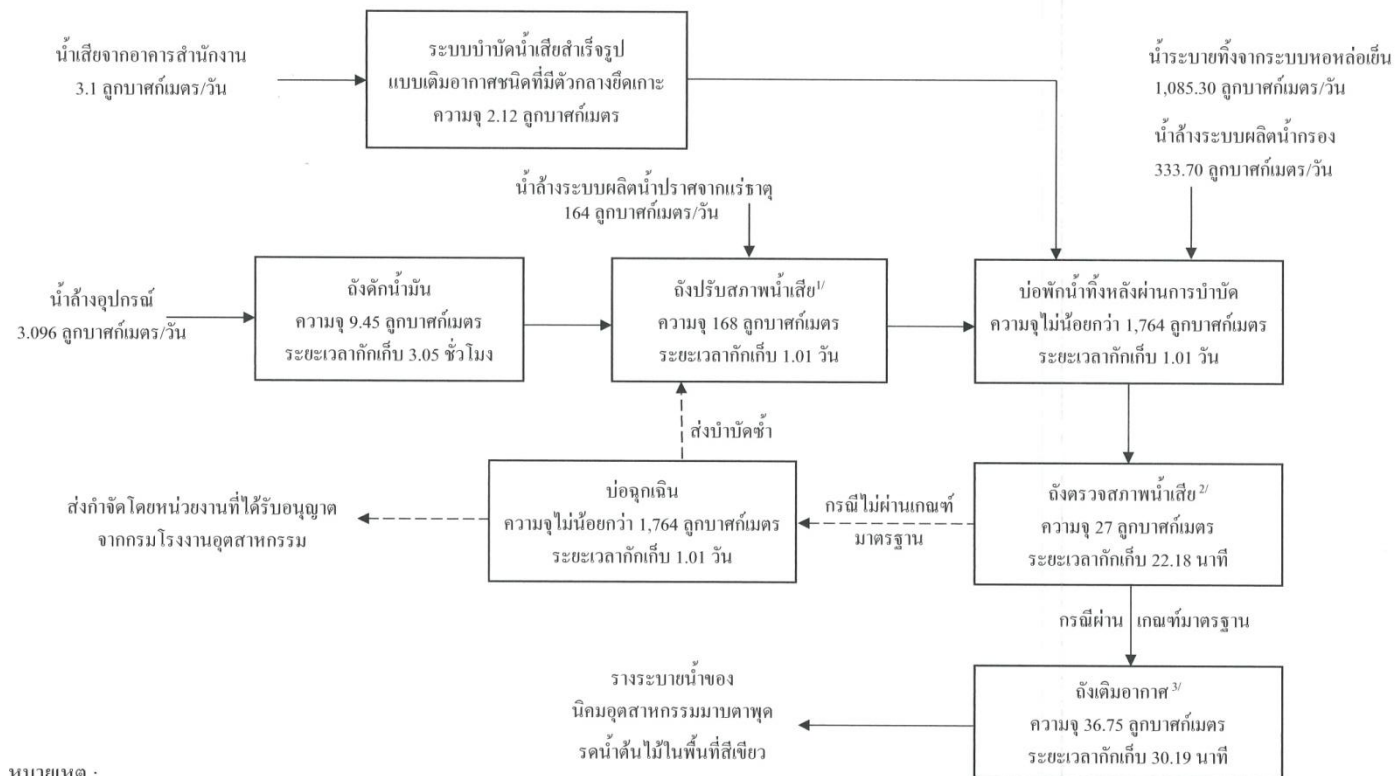 น้ำเสียจากอาคารสำนักงาน
3.1 ลูกบาศก์เมตร/วัน
ระบบบำบัดน้ำเสียสำเร็จรูป
แบบเติมอากาศชนิดที่มีตัวกลางยึดเกาะ
ความจุ 2.12 ลูกบาศก์เมตร
น้ำระบายทิ้งจากระบบหอหล่อเย็น
1,085.30 ลูกบาศก์เมตร/วัน
น้ำล้างระบบผลิตน้ำกรอง
333.70 ลูกบาศก์เมตร/วัน
น้ำล้างระบบผลิตน้ำปราศจากแร่ธาตุ
164 ลูกบาศก์เมตร/วัน
น้ำล้างอุปกรณ์
3.096 ลูกบาศก์เมตร/วัน
ถังดักน้ำมัน
ความจุ 9.45 ลูกบาศก์เมตร
ระยะเวลากักเก็บ 3.05 ชั่วโมง
ถังปรับสภาพน้ำเสีย 1/
ความจุ 168 ลูกบาศก์เมตร
ระยะเวลากักเก็บ 1.01 วัน
บ่อพักน้ำทิ้งหลังผ่านการบำบัด
ความจุไม่น้อยกว่า 1,764 ลูกบาศก์เมตร
ระยะเวลากักเก็บ 1.01 วัน
ส่งบำบัดซ้ำ
ส่งกำจัดโดยหน่วยงานที่ได้รับอนุญาต
จากกรมโรงงานอุตสาหกรรม
บ่อฉุกเฉิน
ความจุไม่น้อยกว่า 1,764 ลูกบาศก์เมตร
ระยะเวลากักเก็บ 1.01 วัน
กรณีไม่ผ่านเกณฑ์
มาตรฐาน
ถังตรวจสภาพน้ำเสีย 2/
ความจุ 27 ลูกบาศก์เมตร
ระยะเวลากักเก็บ 22.18 นาที
กรณีผ่าน เกณฑ์มาตรฐาน
รางระบายน้ำของ
นิคมอุตสาหกรรมมาบตาพุด
รดน้ำต้นไม้ในพื้นที่สีเขียว
ถังเติมอากาศ 3/
ความจุ 36.75 ลูกบาศก์เมตร
ระยะเวลากักเก็บ 30.19 นาที
หมายเหตุ :